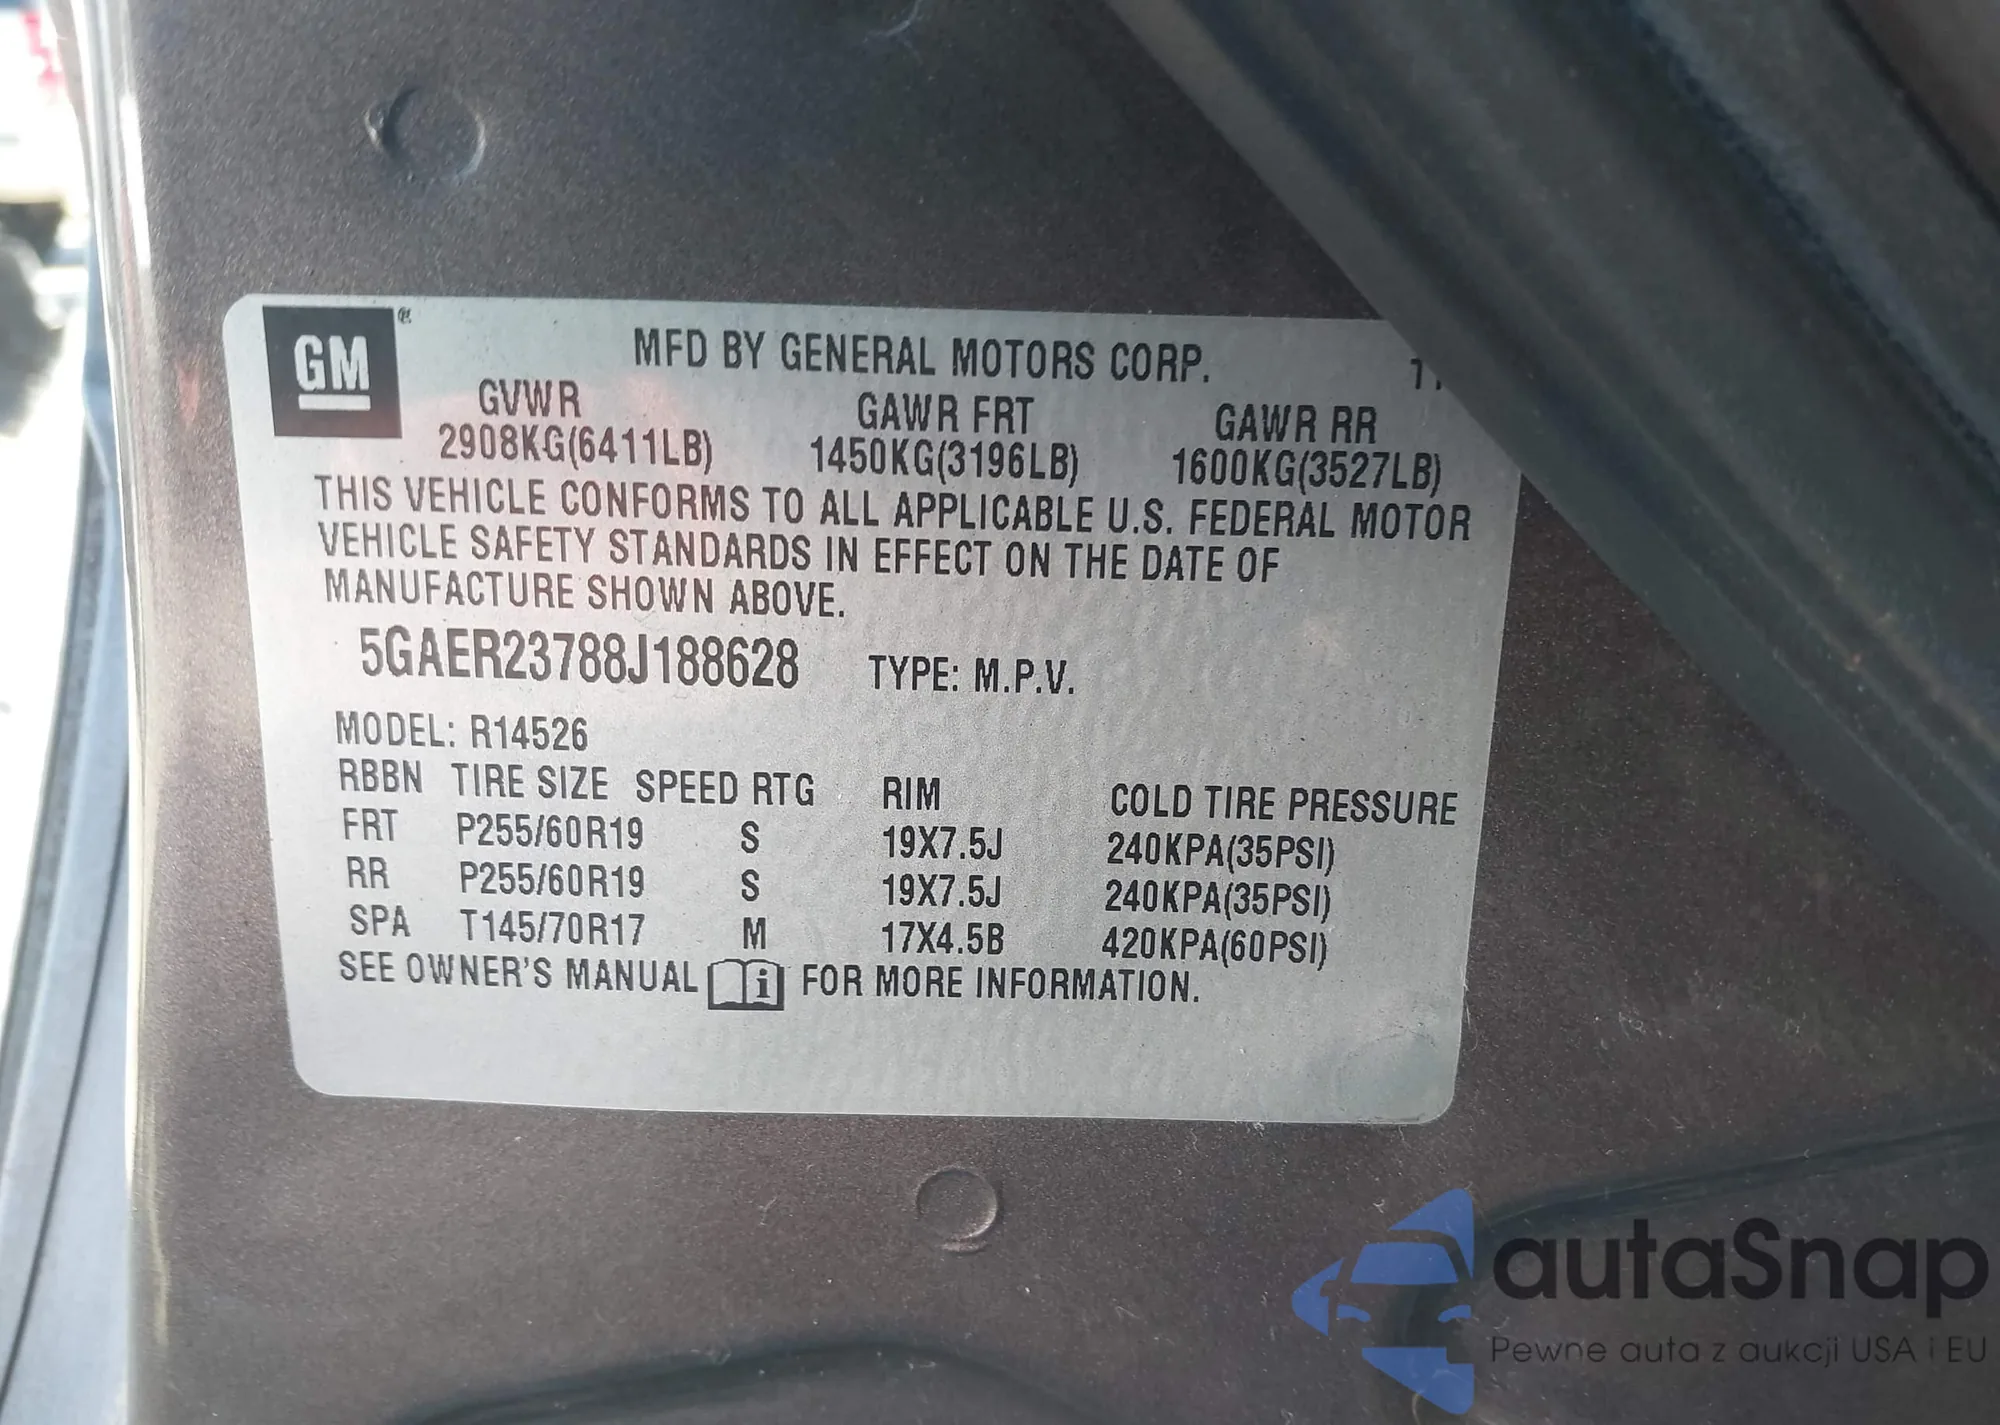 GM®
MFD BY GENERAL MOTORS CORP.
GVWR GAWR FRT GAWR RR
2908KG(6411LB) 1450KG(3196LB) 1600KG(3527LB)
THIS VEHICLE CONFORMS TO ALL APPLICABLE U.S. FEDERAL MOTOR
VEHICLE SAFETY STANDARDS IN EFFECT ON THE DATE OF
MANUFACTURE SHOWN ABOVE.
5GAER23788J188628 TYPE: M.P.V.
MODEL: R14526
RBBN TIRE SIZE SPEED RTG RIM COLD TIRE PRESSURE
FRT P255/60R19 S 19X7.5J 240KPA(35PSI)
RR P255/60R19 S 19X7.5J 240KPA(35PSI)
SPA T145/70R17 M 17X4.5B 420KPA(60PSI)
SEE OWNER'S MANUAL i FOR MORE INFORMATION.
autaSnap
Pewne auta z aukcji USA i EU